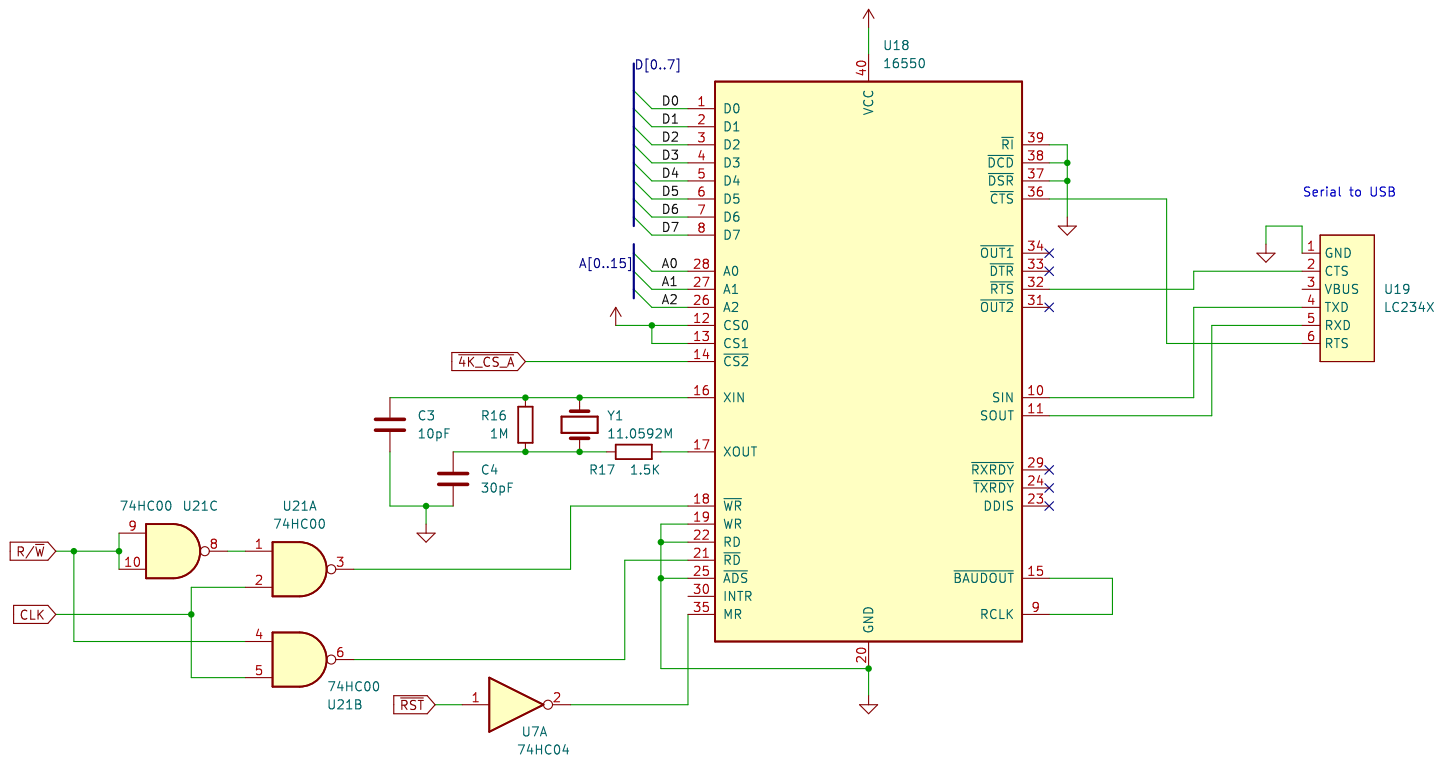 U18
16550
40
VCC
D[0..7]
D0 1 D0
D1 2 D1
D2 3 D2
D3 4 D3
D4 5 D4
D5 6 D5
D6 7 D6
D7 8 D7
A[0..15]
A0 28 A0
A1 27 A1
A2 26 A2
12 CS0
13 CS1
4K_CS_A 14 CS2
16 XIN
17 XOUT
18 WR
19 WR
22 RD
21 RD
25 ADS
30 INTR
35 MR
GND
20
RI 39
DCD 38
DSR 37
CTS 36
OUT1 34
DTR 33
RTS 32
OUT2 31
SIN 10
SOUT 11
RXRDY 29
TXRDY 24
DDIS 23
BAUDOUT 15
RCLK 9
Serial to USB
1 GND
2 CTS
3 VBUS
4 TXD
5 RXD
6 RTS
U19
LC234X
C3
10pF
R16
1M
Y1
11.0592M
C4
30pF
R17 1.5K
74HC00 U21C
9
10
8
U21A
74HC00
1
2
3
R/W
CLK
4
5
6
74HC00
U21B
RST
1
2
U7A
74HC04